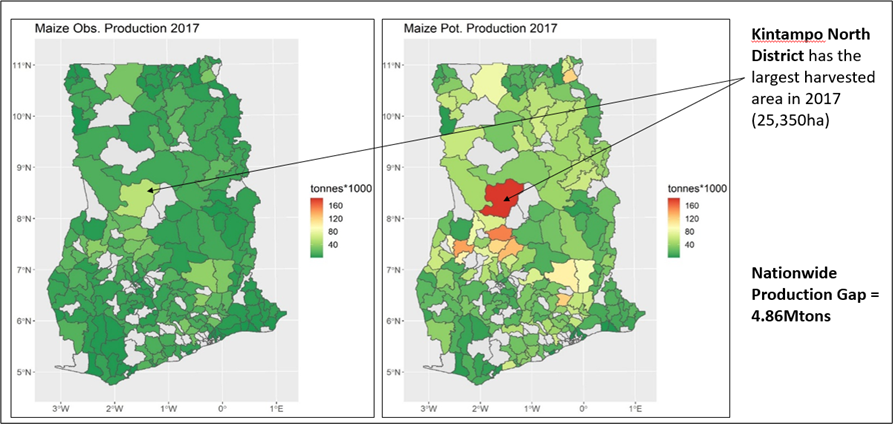 Maize Obs. Production 2017
11°N
10°N
9°N
8°N
7°N
6°N
5°N
3°W
2°W
1°W
0°
1°E
tonnes*1000
160
120
80
40
Maize Pot. Production 2017
11°N
10°N
9°N
8°N
7°N
6°N
5°N
3°W
2°W
1°W
0°
1°E
tonnes*1000
160
120
80
40
Kintampo North
District has the
largest harvested
area in 2017
(25,350ha)
Nationwide
Production Gap =
4.86Mtons